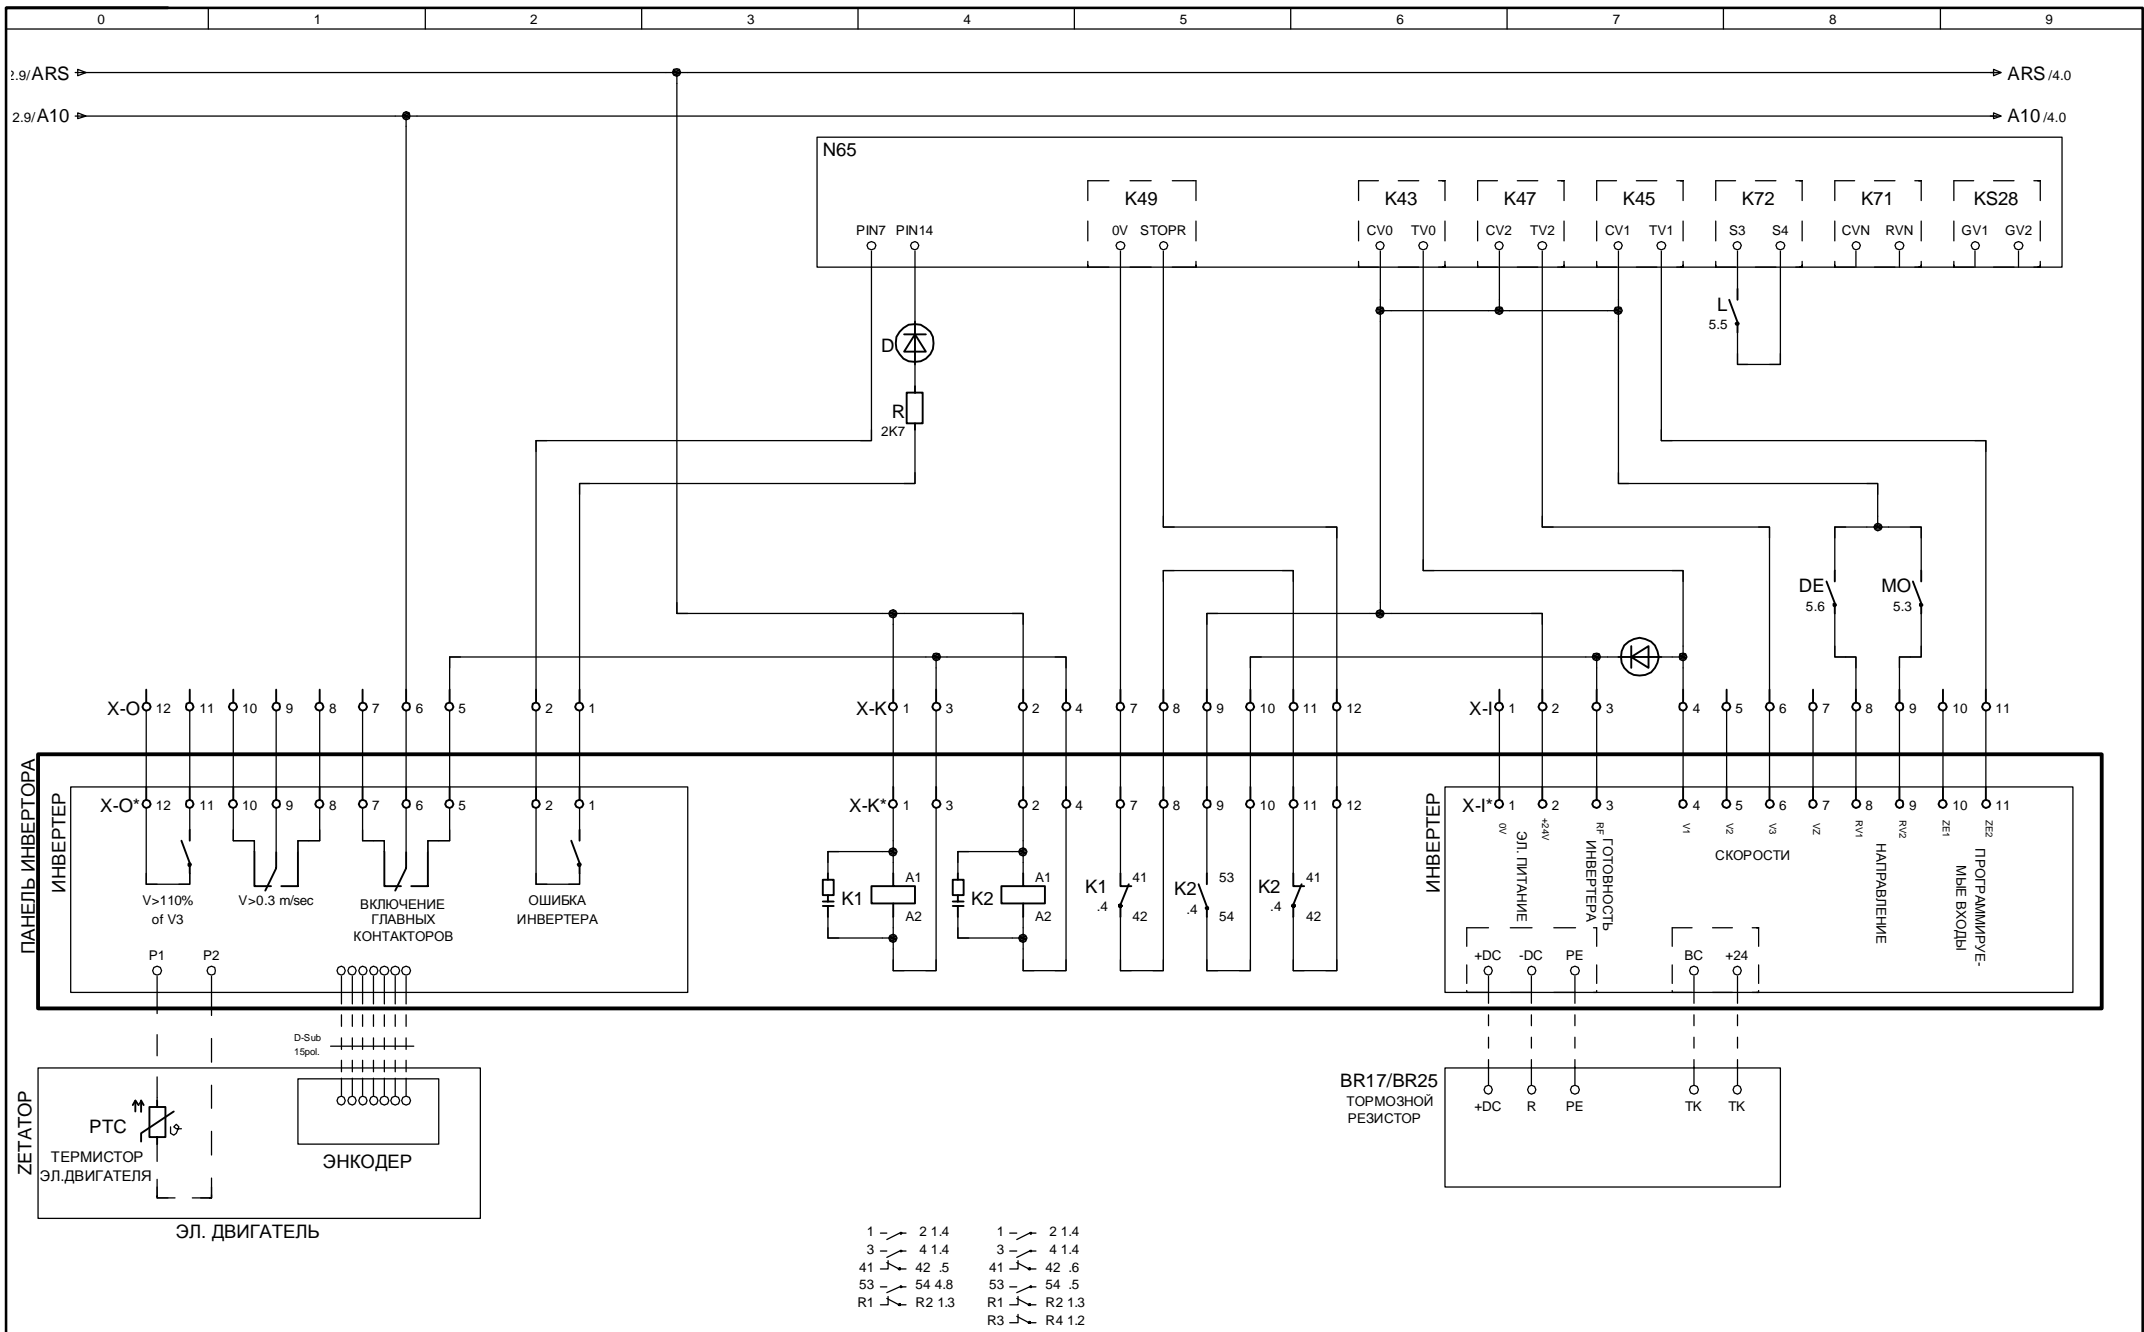 0 1 2 3 4 5 6 7 8 9
2.9/ARS ARS /4.0
2.9/A10 A10 /4.0
N65
K49 K43 K47 K45 K72 K71 KS28
PIN7 PIN14 0V STOPR CV0 TV0 CV2 TV2 CV1 TV1 S3 S4 CVN RVN GV1 GV2
L
5.5
D
R
2K7
DE MO
5.6 5.3
X-O 12 11 10 9 8 7 6 5 2 1 X-K 1 3 2 4 7 8 9 10 11 12 X-I 1 2 3 4 5 6 7 8 9 10 11
ПАНЕЛЬ ИНВЕРТОРА
ИНВЕРТЕР
X-O* 12 11 10 9 8 7 6 5 2 1 X-K* 1 3 2 4 7 8 9 10 11 12
ИНВЕРТЕР
X-I* 1 2 3 4 5 6 7 8 9 10 11
0V +24V RF V1 V2 V3 VZ RV1 RV2 ZE1 ZE2
ЭЛ. ПИТАНИЕ
ГОТОВНОСТЬ
ИНВЕРТЕРА
СКОРОСТИ
НАПРАВЛЕНИЕ
ПРОГРАММИРУЕ-
МЫЕ ВХОДЫ
V>110%
of V3
V>0.3 m/sec
ВКЛЮЧЕНИЕ
ГЛАВНЫХ
КОНТАКТОРОВ
ОШИБКА
ИНВЕРТЕРА
K1 A1 A2
K2 A1 A2
K1 .4 41 42
K2 .4 53 54
K2 .4 41 42
P1 P2
+DC -DC PE BC +24
D-Sub
15pol.
ZETATOP
PTC
ТЕРМИСТОР
ЭЛ.ДВИГАТЕЛЯ
ЭНКОДЕР
ЭЛ. ДВИГАТЕЛЬ
BR17/BR25
ТОРМОЗНОЙ
РЕЗИСТОР
+DC R PE TK TK
1 2 1.4 1 2 1.4
3 4 1.4 3 4 1.4
41 42 .5 41 42 .6
53 54 4.8 53 54 .5
R1 R2 1.3 R1 R2 1.3
R3 R4 1.2